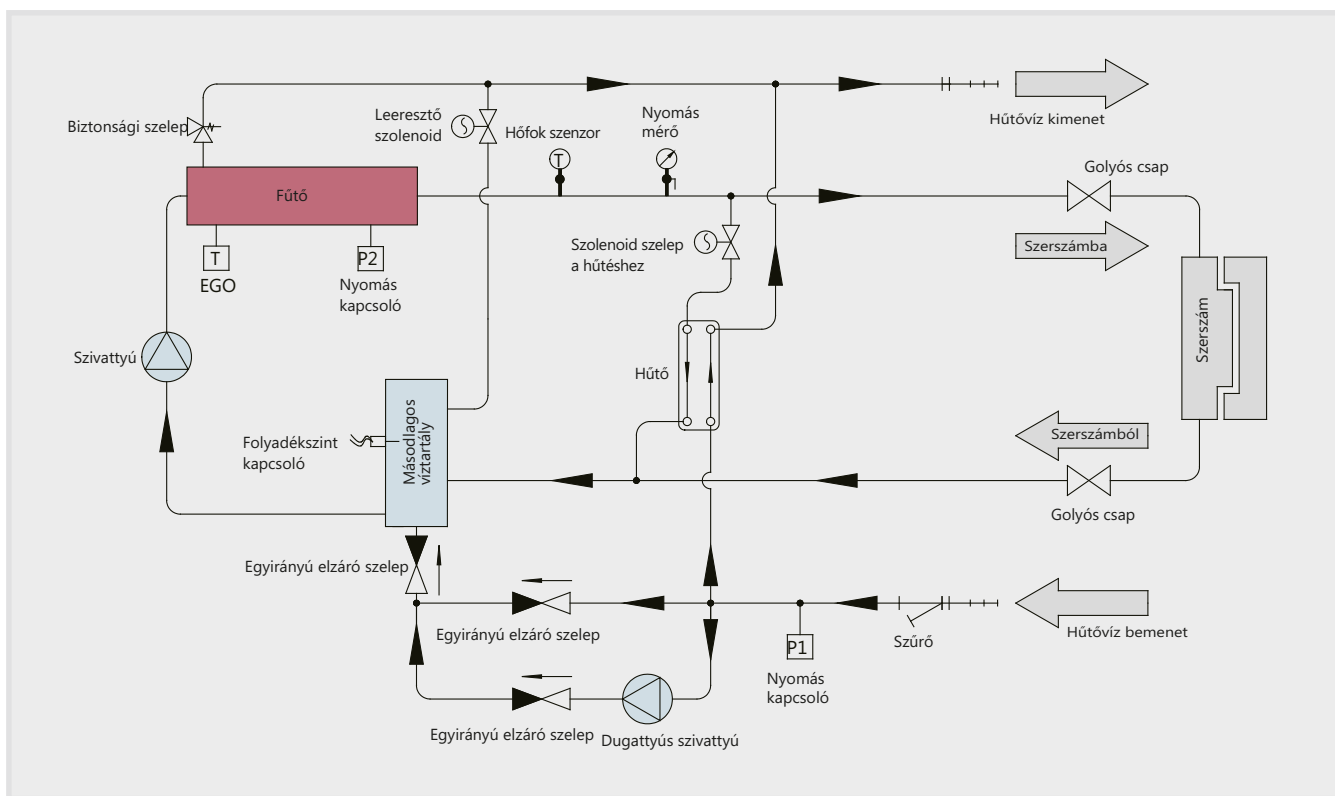 Biztonsági szelep
Leeresztő
szolenoid
Hőfok szenzor
Nyomás
mérő
Hűtővíz kimenet
T
Fűtő
Golyós csap
T
EGO
P2
Nyomás
kapcsoló
Szolenoid szelep
a hűtéshez
Szerszámba
Szivattyú
Hűtő
Szerszám
Folyadékszint
kapcsoló
Másodlagos
víztartály
Szerszámból
Golyós csap
Egyirányú elzáró szelep
Egyirányú elzáró szelep
P1
Nyomás
kapcsoló
Szűrő
Hűtővíz bemenet
Egyirányú elzáró szelep
Dugattyús szivattyú